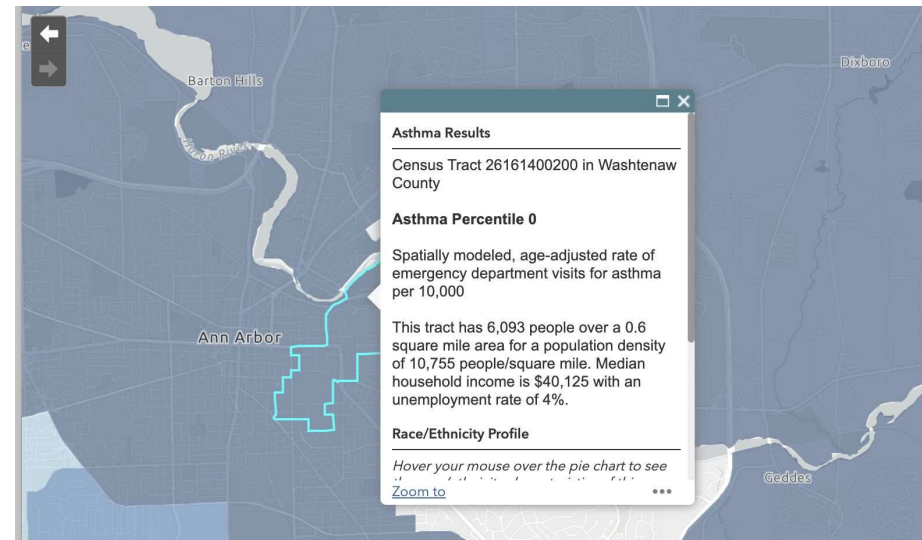 Barton Hills
Dixboro
Huron River
Ann Arbor
Asthma Results
Census Tract 26161400200 in Washtenaw
County
Asthma Percentile 0
Spatially modeled, age-adjusted rate of
emergency department visits for asthma
per 10,000
This tract has 6,093 people over a 0.6
square mile area for a population density
of 10,755 people/square mile. Median
household income is $40,125 with an
unemployment rate of 4%.
Race/Ethnicity Profile
Hover your mouse over the pie chart to see
Zoom to
Geddes